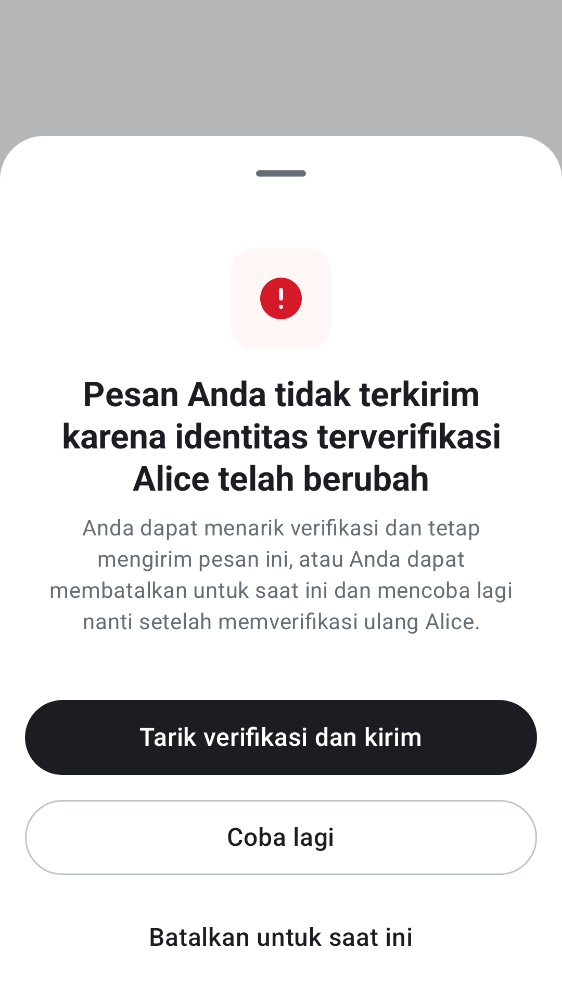 Pesan Anda tidak terkirim
karena identitas terverifikasi
Alice telah berubah
Anda dapat menarik verifikasi dan tetap
mengirim pesan ini, atau Anda dapat
membatalkan untuk saat ini dan mencoba lagi
nanti setelah memverifikasi ulang Alice.
Tarik verifikasi dan kirim
Coba lagi
Batalkan untuk saat ini